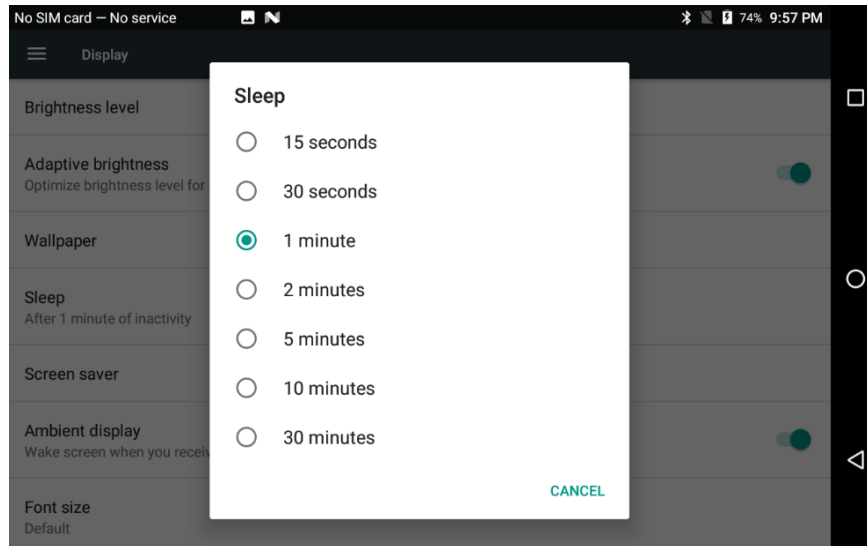 No SIM card — No service
74% 9:57 PM
Display
Brightness level
Adaptive brightness
Optimize brightness level for
Wallpaper
Sleep
After 1 minute of inactivity
Screen saver
Ambient display
Wake screen when you receiv
Font size
Default
Sleep
15 seconds
30 seconds
1 minute
2 minutes
5 minutes
10 minutes
30 minutes
CANCEL